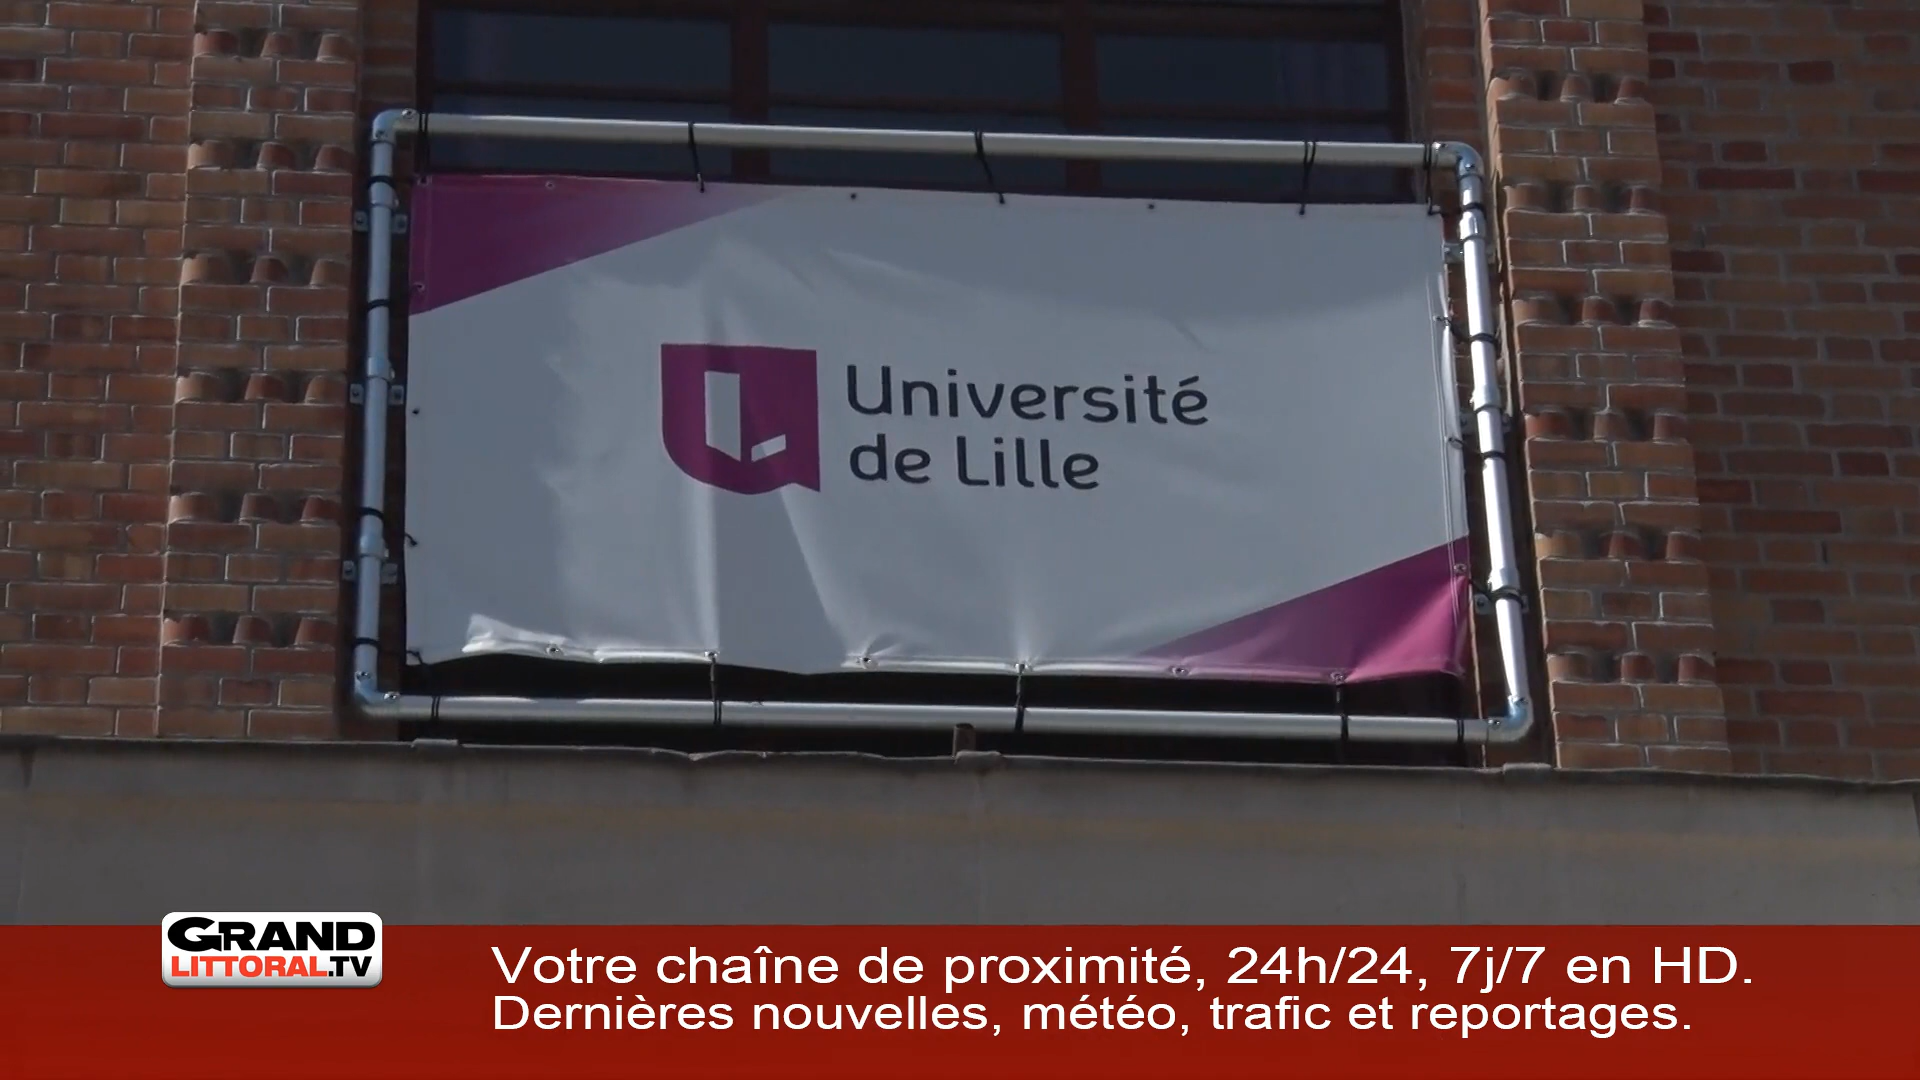 Université
de Lille
GRAND
LITTORAL.TV
Votre chaîne de proximité, 24h/24, 7j/7 en HD.
Dernières nouvelles, météo, trafic et reportages.